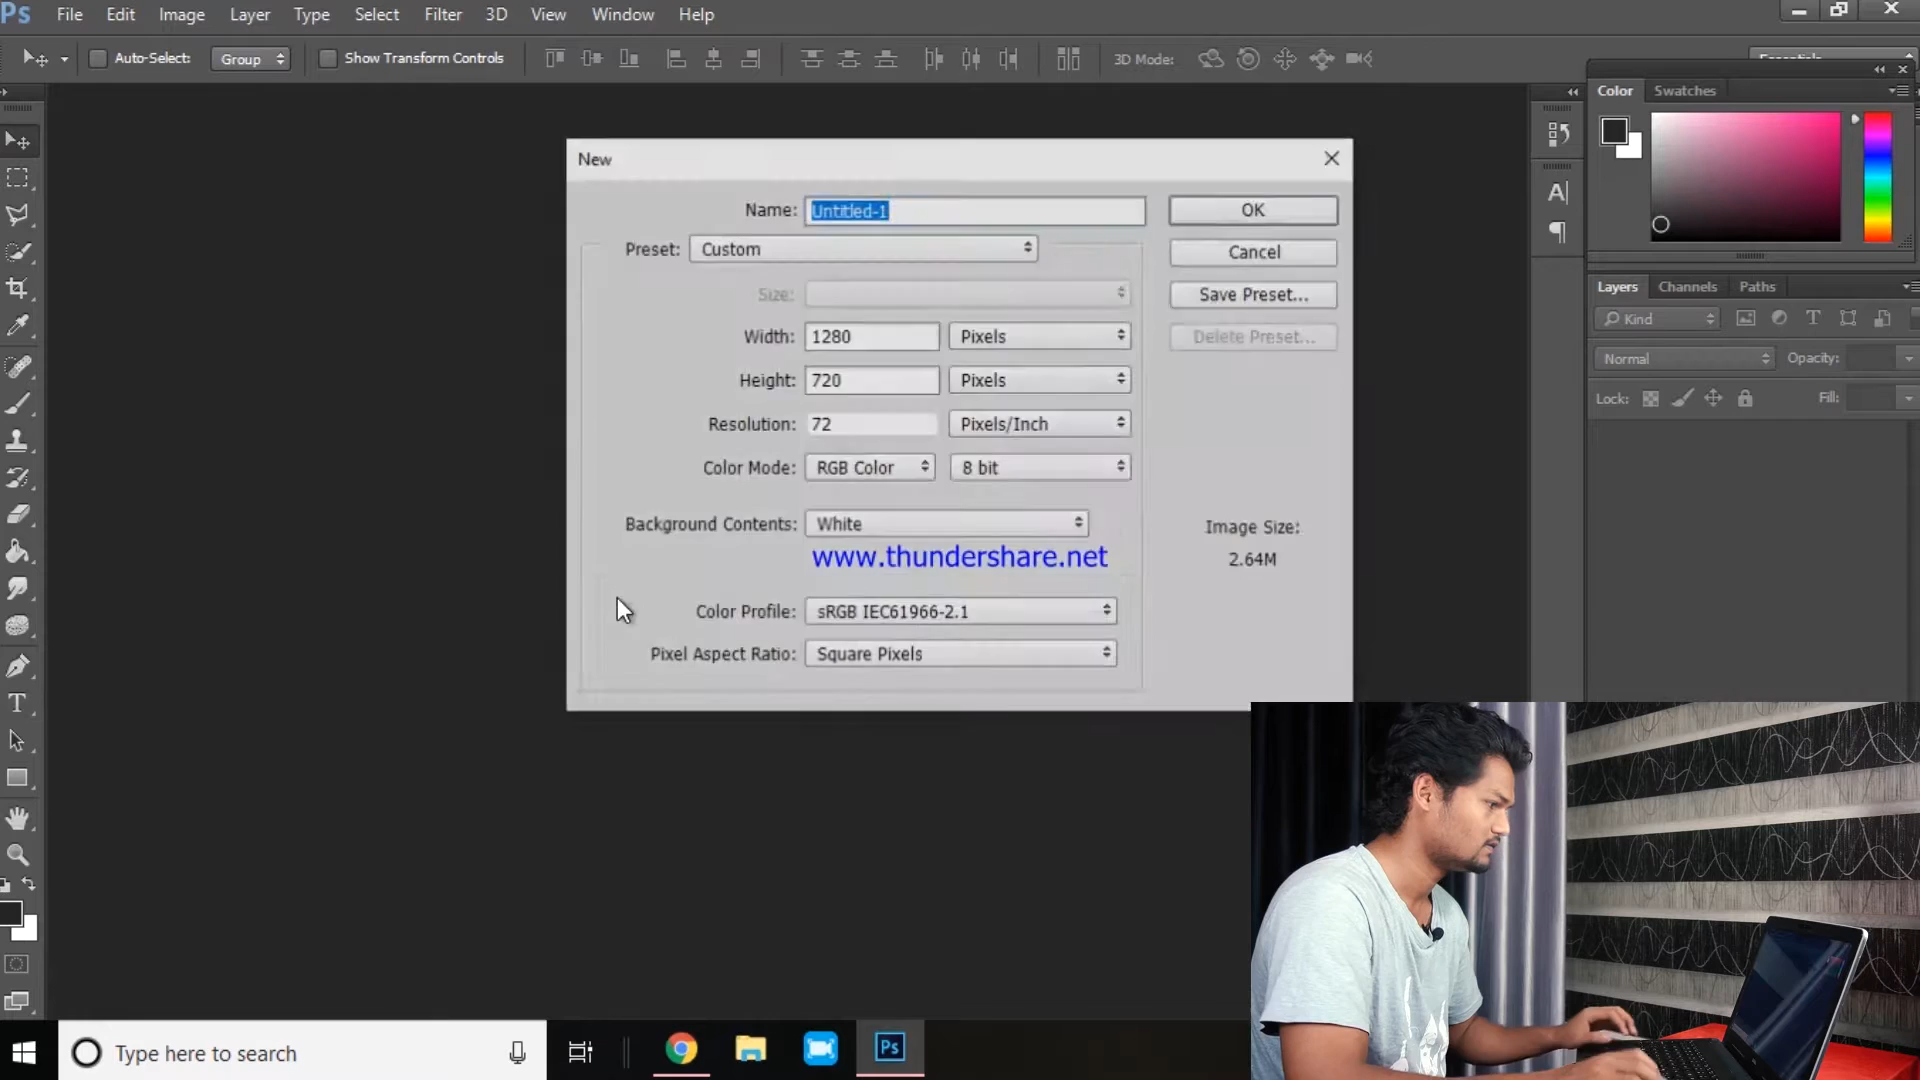 Ps File Edit Image Layer Type Select Filter 3D View Window Help
Auto-Select: Group Show Transform Controls 3D Mode:
Color Swatches
New
Name: Untitled-1 OK
Preset: Custom Cancel
Size: Save Preset...
Width: 1280 Pixels Delete Preset...
Height: 720 Pixels
Resolution: 72 Pixels/Inch
Color Mode: RGB Color 8 bit
Background Contents: White Image Size:
www.thundershare.net 2.64M
Color Profile: sRGB IEC61966-2.1
Pixel Aspect Ratio: Square Pixels
Layers Channels Paths
Kind
Normal Opacity:
Lock: Fill:
Type here to search
Ps